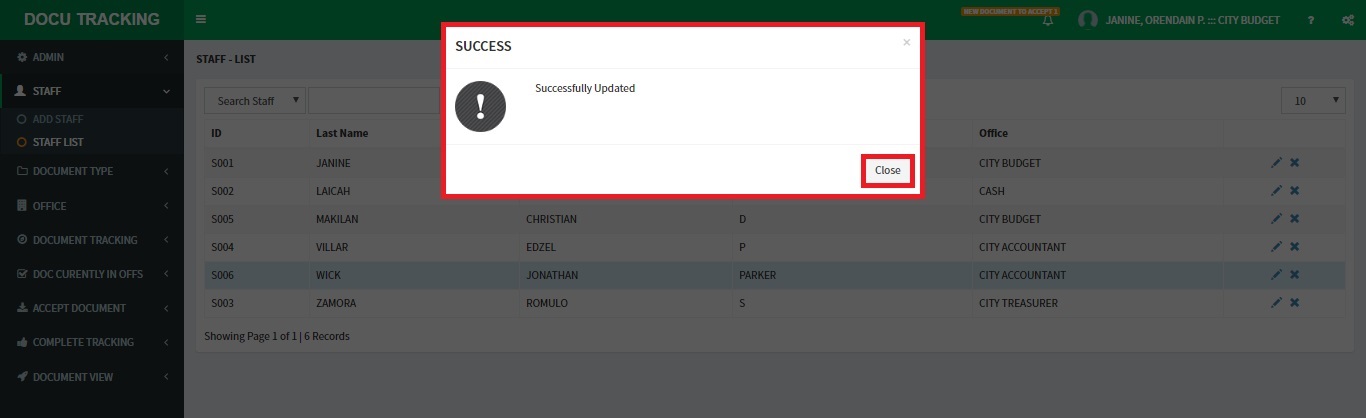 DOCU TRACKING
NEW DOCUMENT TO ACCEPT 1
JANINE, ORENDAIN P. ::: CITY BUDGET ?
ADMIN
STAFF
ADD STAFF
STAFF LIST
DOCUMENT TYPE
OFFICE
DOCUMENT TRACKING
DOC CURENTLY IN OFFS
ACCEPT DOCUMENT
COMPLETE TRACKING
DOCUMENT VIEW
STAFF - LIST
SUCCESS ×
Successfully Updated
Close
Search Staff 10
ID Last Name Office
S001 JANINE CITY BUDGET
S002 LAICAH CASH
S005 MAKILAN CHRISTIAN D CITY BUDGET
S004 VILLAR EDZEL P CITY ACCOUNTANT
S006 WICK JONATHAN PARKER CITY ACCOUNTANT
S003 ZAMORA ROMULO S CITY TREASURER
Showing Page 1 of 1 | 6 Records